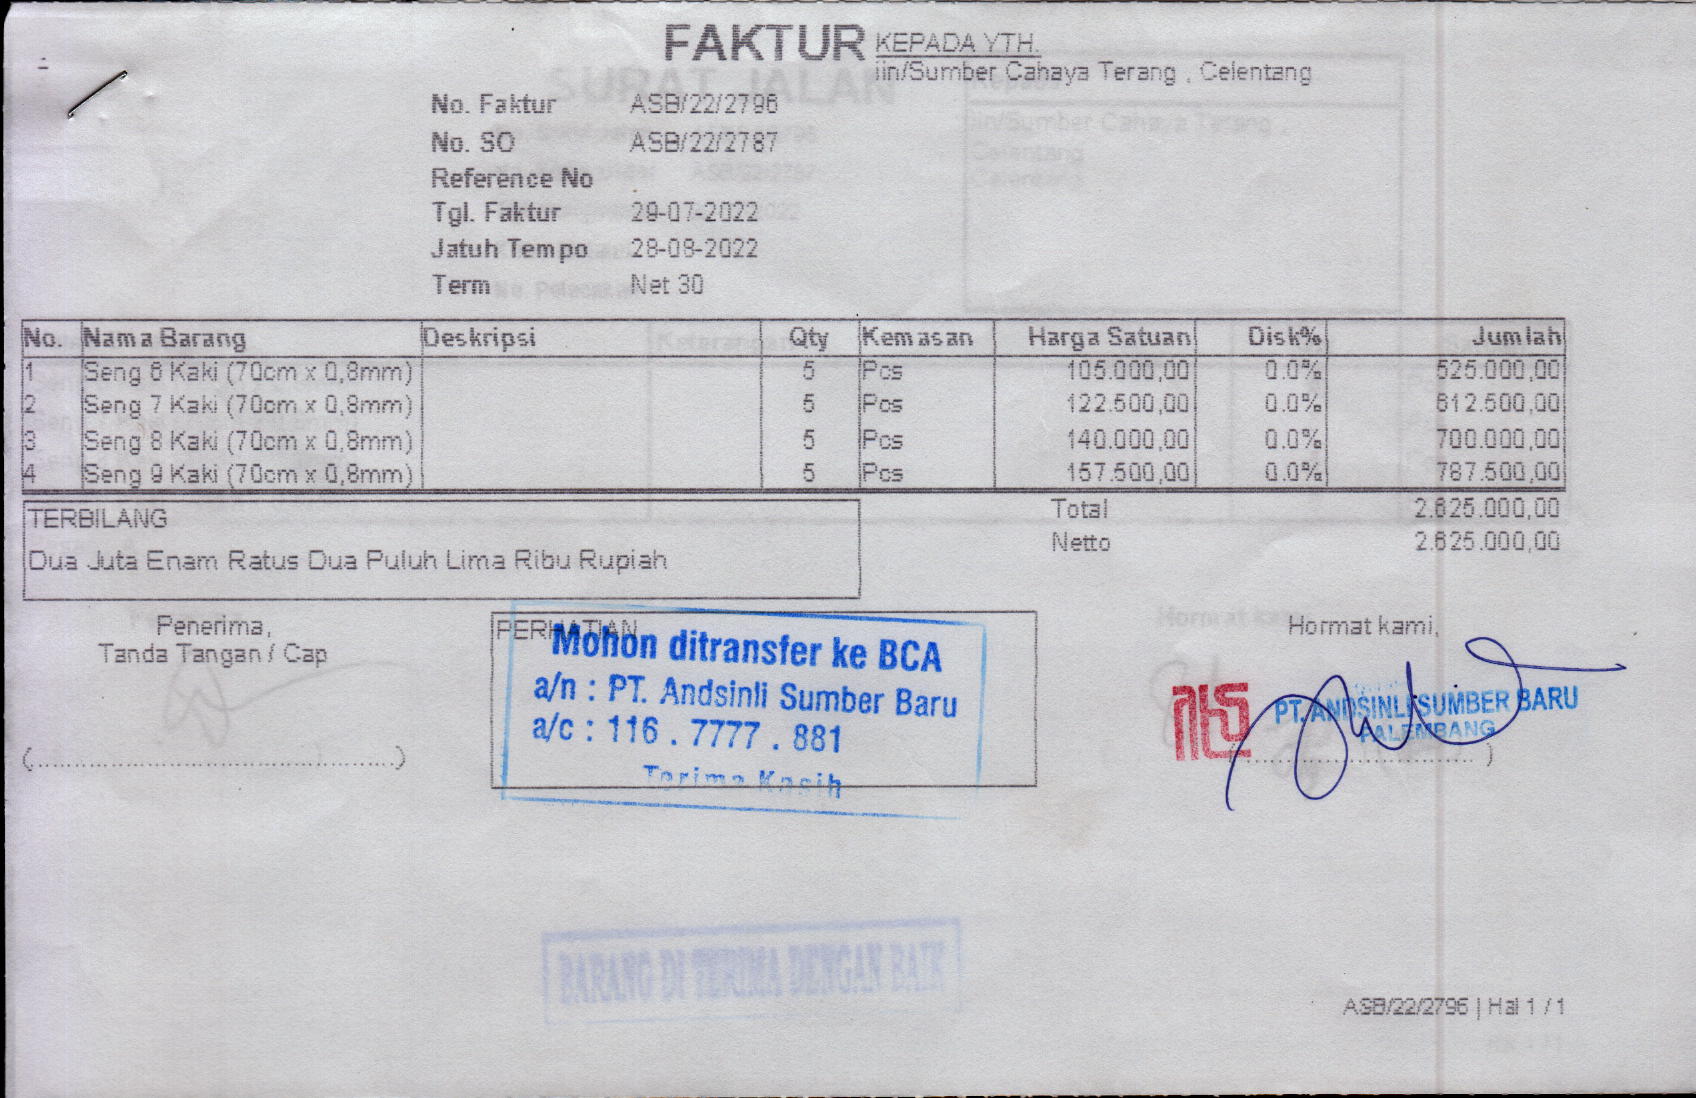 FAKTUR
KEPADA YTH.
iin/Sumber Cahaya Terang , Celentang
SURAT JALAN
No. Faktur ASB/22/2796
No. SO ASB/22/2787
Reference No
Tgl. Faktur 29-07-2022
Jatuh Tempo 28-08-2022
Term Net 30
No. Nama Barang Deskripsi Qty Kemasan Harga Satuan Disk% Jumlah
1 Seng 6 Kaki (70cm x 0,8mm) 5 Pcs 105.000,00 0.0% 525.000,00
2 Seng 7 Kaki (70cm x 0,8mm) 5 Pcs 122.500,00 0.0% 612.500,00
3 Seng 8 Kaki (70cm x 0,8mm) 5 Pcs 140.000,00 0.0% 700.000,00
4 Seng 9 Kaki (70cm x 0,8mm) 5 Pcs 157.500,00 0.0% 787.500,00
Total 2.625.000,00
Netto 2.625.000,00
TERBILANG
Dua Juta Enam Ratus Dua Puluh Lima Ribu Rupiah
Penerima,
Tanda Tangan / Cap
(........................................)
PERHATIAN
Mohon ditransfer ke BCA
a/n : PT. Andsinli Sumber Baru
a/c : 116 . 7777 . 881
Terima Kasih
Hormat kami,
PT. ANDSINLI SUMBER BARU
PALEMBANG
BARANG DI TERIMA DENGAN BAIK
ASB/22/2796 | Hal 1 / 1